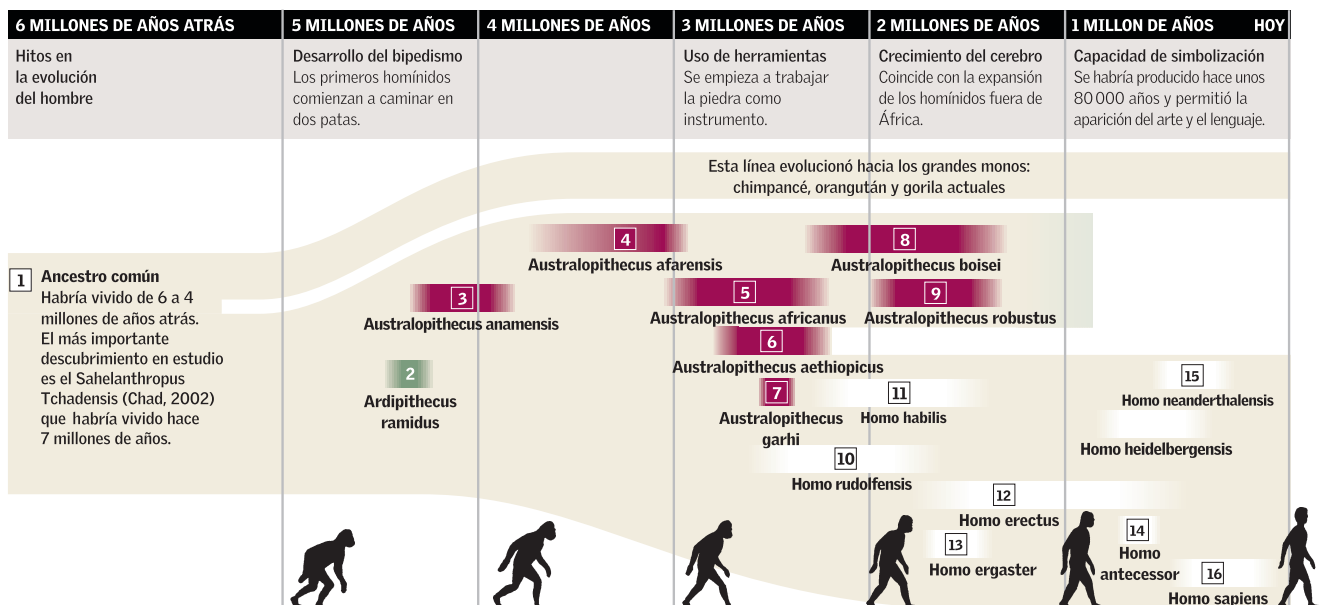 6 MILLONES DE AÑOS ATRÁS
5 MILLONES DE AÑOS
4 MILLONES DE AÑOS
3 MILLONES DE AÑOS
2 MILLONES DE AÑOS
1 MILLON DE AÑOS
HOY
Hitos en
la evolución
del hombre
Desarrollo del bipedismo
Los primeros homínidos
comienzan a caminar en
dos patas.
Uso de herramientas
Se empieza a trabajar
la piedra como
instrumento.
Crecimiento del cerebro
Coincide con la expansión
de los homínidos fuera de
África.
Capacidad de simbolización
Se habría producido hace unos
80 000 años y permitió la
aparición del arte y el lenguaje.
Esta línea evolucionó hacia los grandes monos:
chimpancé, orangután y gorila actuales
1
Ancestro común
Habría vivido de 6 a 4
millones de años atrás.
El más importante
descubrimiento en estudio
es el Sahelanthropus
Tchadensis (Chad, 2002)
que habría vivido hace
7 millones de años.
2
Ardipithecus
ramidus
3
Australopithecus anamensis
4
Australopithecus afarensis
5
Australopithecus africanus
6
Australopithecus aethiopicus
7
Australopithecus
garhi
8
Australopithecus boisei
9
Australopithecus robustus
10
Homo rudolfensis
11
Homo habilis
12
Homo erectus
13
Homo ergaster
14
Homo
antecessor
15
Homo neanderthalensis
Homo heidelbergensis
16
Homo sapiens